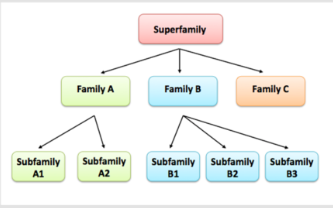 Superfamily
Family A
Family B
Family C
Subfamily
A1
Subfamily
A2
Subfamily
B1
Subfamily
B2
Subfamily
B3